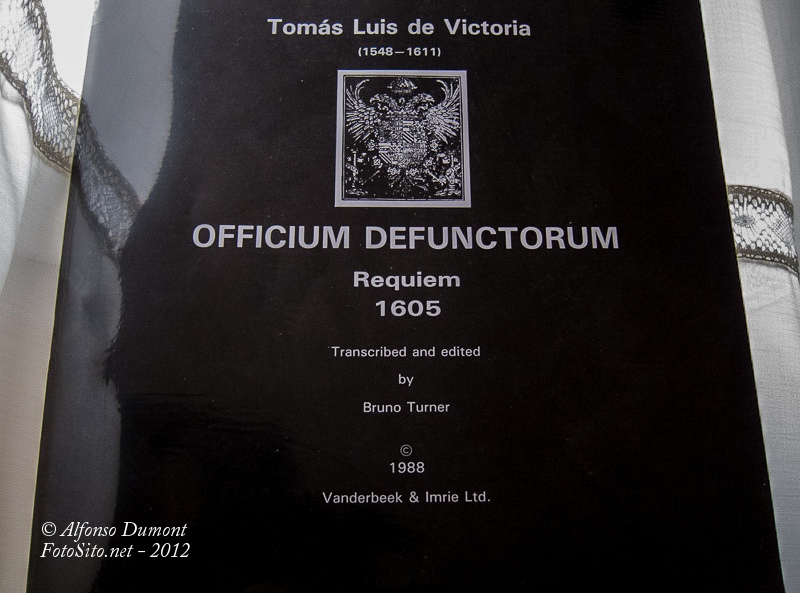 Tomás Luis de Victoria
(1548—1611)
OFFICIUM DEFUNCTORUM
Requiem
1605
Transcribed and edited
by
Bruno Turner
©
1988
Vanderbeek & Imrie Ltd.
© Alfonso Dumont
FotoSito.net - 2012